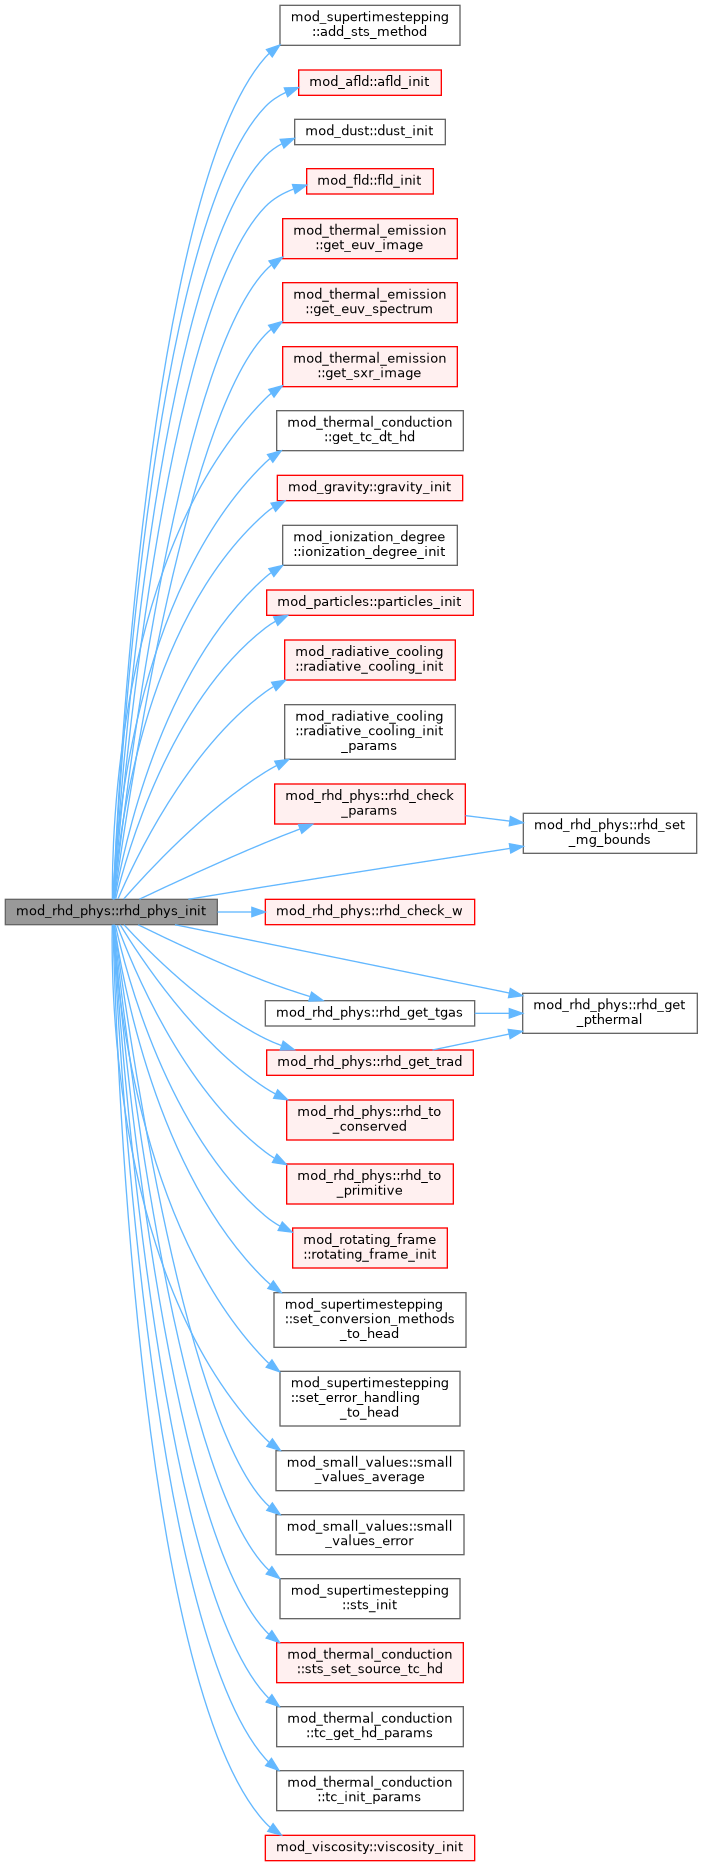 mod_supertimestepping
::add_sts_method
mod_afld::afld_init
mod_dust::dust_init
mod_fld::fld_init
mod_thermal_emission
::get_euv_image
mod_thermal_emission
::get_euv_spectrum
mod_thermal_emission
::get_sxr_image
mod_thermal_conduction
::get_tc_dt_hd
mod_gravity::gravity_init
mod_ionization_degree
::ionization_degree_init
mod_particles::particles_init
mod_radiative_cooling
::radiative_cooling_init
mod_radiative_cooling
::radiative_cooling_init
_params
mod_rhd_phys::rhd_check
_params
mod_rhd_phys::rhd_set
_mg_bounds
mod_rhd_phys::rhd_phys_init
mod_rhd_phys::rhd_check_w
mod_rhd_phys::rhd_get_tgas
mod_rhd_phys::rhd_get
_pthermal
mod_rhd_phys::rhd_get_trad
mod_rhd_phys::rhd_to
_conserved
mod_rhd_phys::rhd_to
_primitive
mod_rotating_frame
::rotating_frame_init
mod_supertimestepping
::set_conversion_methods
_to_head
mod_supertimestepping
::set_error_handling
_to_head
mod_small_values::small
_values_average
mod_small_values::small
_values_error
mod_supertimestepping
::sts_init
mod_thermal_conduction
::sts_set_source_tc_hd
mod_thermal_conduction
::tc_get_hd_params
mod_thermal_conduction
::tc_init_params
mod_viscosity::viscosity_init